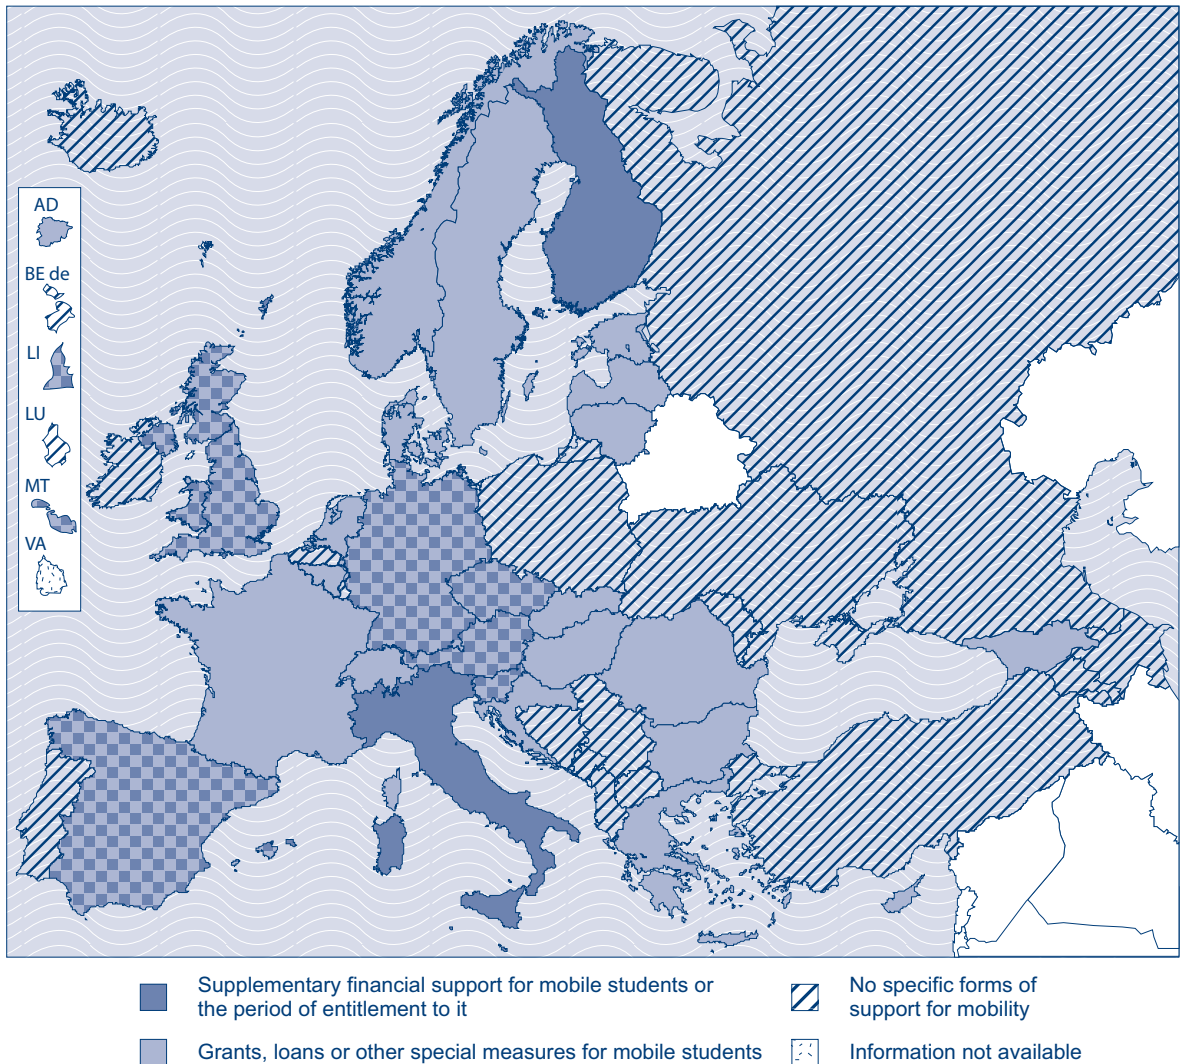 AD
BE de
LI
LU
MT
VA
Supplementary financial support for mobile students or
the period of entitlement to it
Grants, loans or other special measures for mobile students
No specific forms of
support for mobility
Information not available